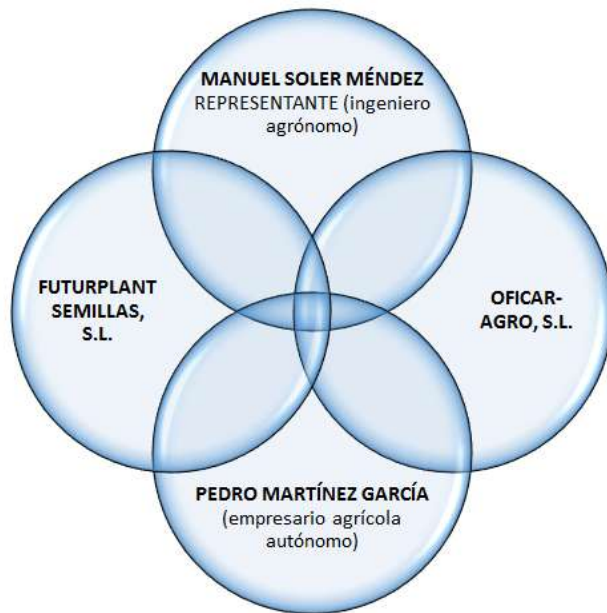 MANUEL SOLER MÉNDEZ
REPRESENTANTE (ingeniero
agrónomo)
FUTURPLANT
SEMILLAS,
S.L.
OFICAR-
AGRO, S.L.
PEDRO MARTÍNEZ GARCÍA
(empresario agrícola
autónomo)